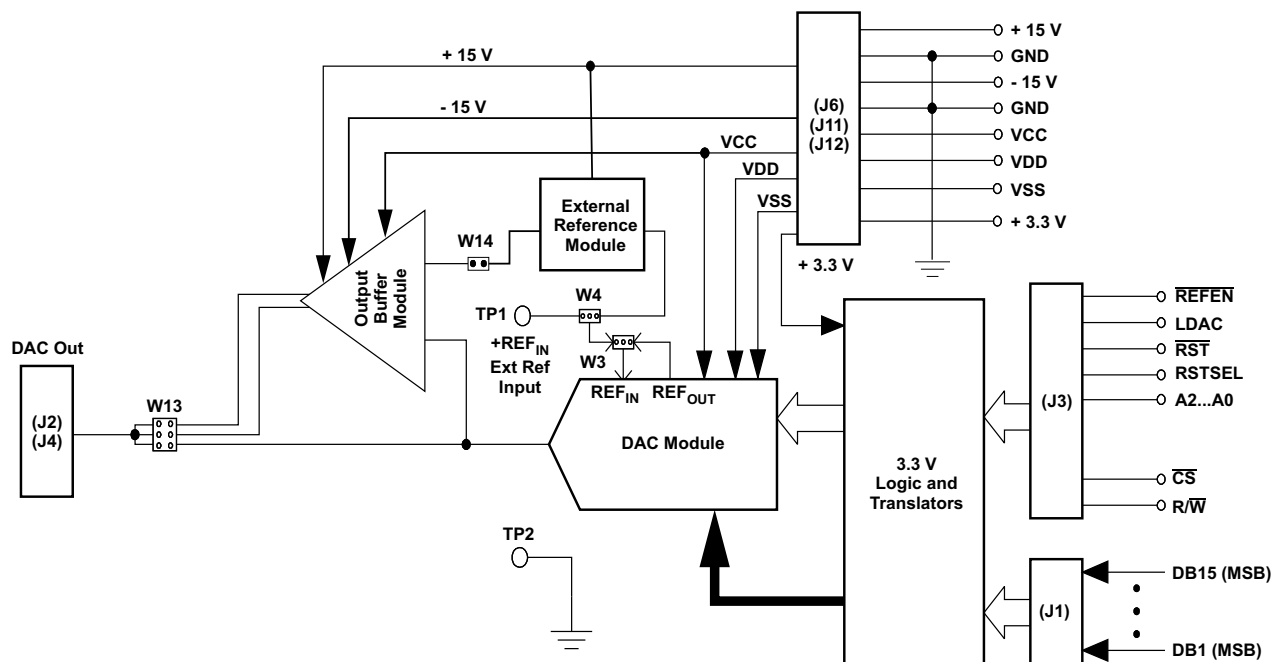 + 15 V
GND
- 15 V
GND
VCC
VDD
VSS
+ 3.3 V
(J6)
(J11)
(J12)
+ 15 V
- 15 V
VCC
VDD
VSS
+ 3.3 V
External
Reference
Module
W14
Output
Buffer
Module
W4
TP1
+REFIN
Ext Ref
Input
W3
REFIN
REFOUT
DAC Module
DAC Out
(J2)
(J4)
W13
TP2
3.3 V
Logic and
Translators
(J3)
R̅E̅F̅E̅N̅
LDAC
R̅S̅T̅
RSTSEL
A2...A0
C̅S̅
R/W̅
(J1)
DB15 (MSB)
DB1 (MSB)